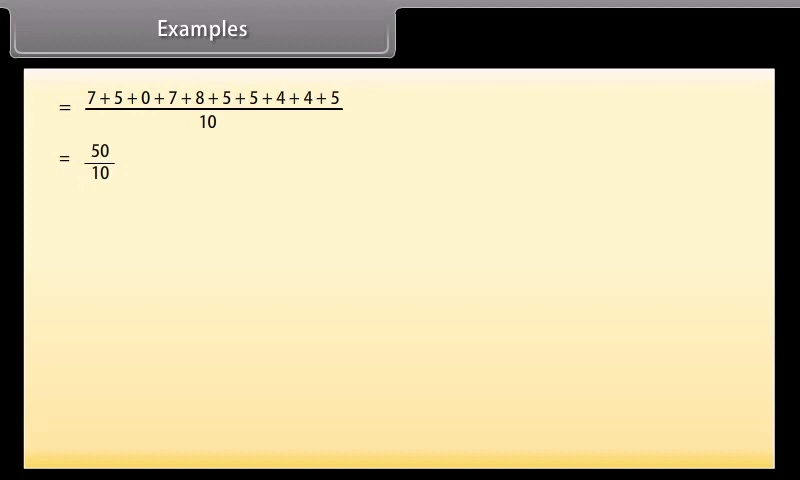 Examples
= 7 + 5 + 0 + 7 + 8 + 5 + 5 + 4 + 4 + 5
10
= 50
10